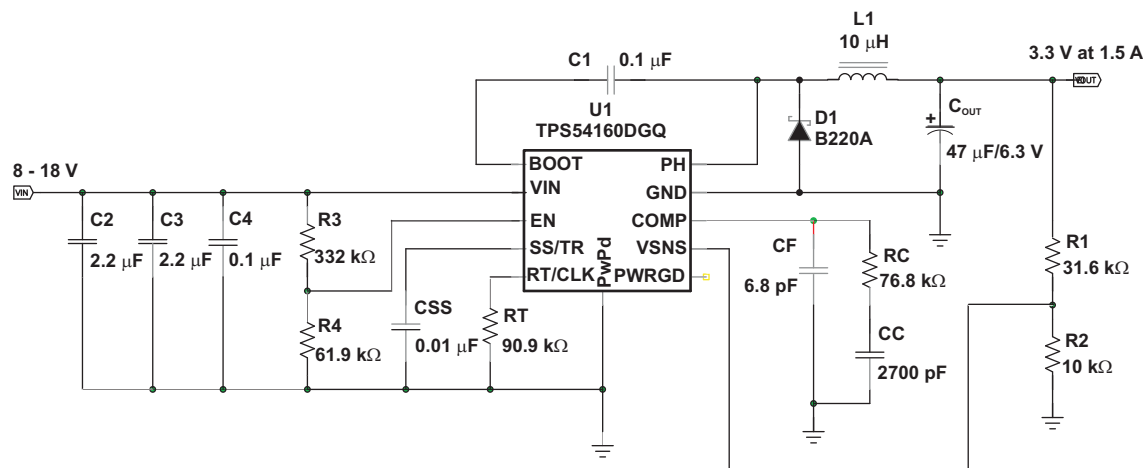 L1
10 μH
3.3 V at 1.5 A
C1
0.1 μF
VOUT
U1
TPS54160DGQ
D1
B220A
+
C_OUT
47 μF/6.3 V
8 - 18 V
VIN
BOOT
PH
VIN
GND
EN
COMP
SS/TR
VSNS
RT/CLK
PwPd
PWRGD
C2
2.2 μF
C3
2.2 μF
C4
0.1 μF
R3
332 kΩ
R4
61.9 kΩ
CSS
0.01 μF
RT
90.9 kΩ
CF
6.8 pF
RC
76.8 kΩ
CC
2700 pF
R1
31.6 kΩ
R2
10 kΩ